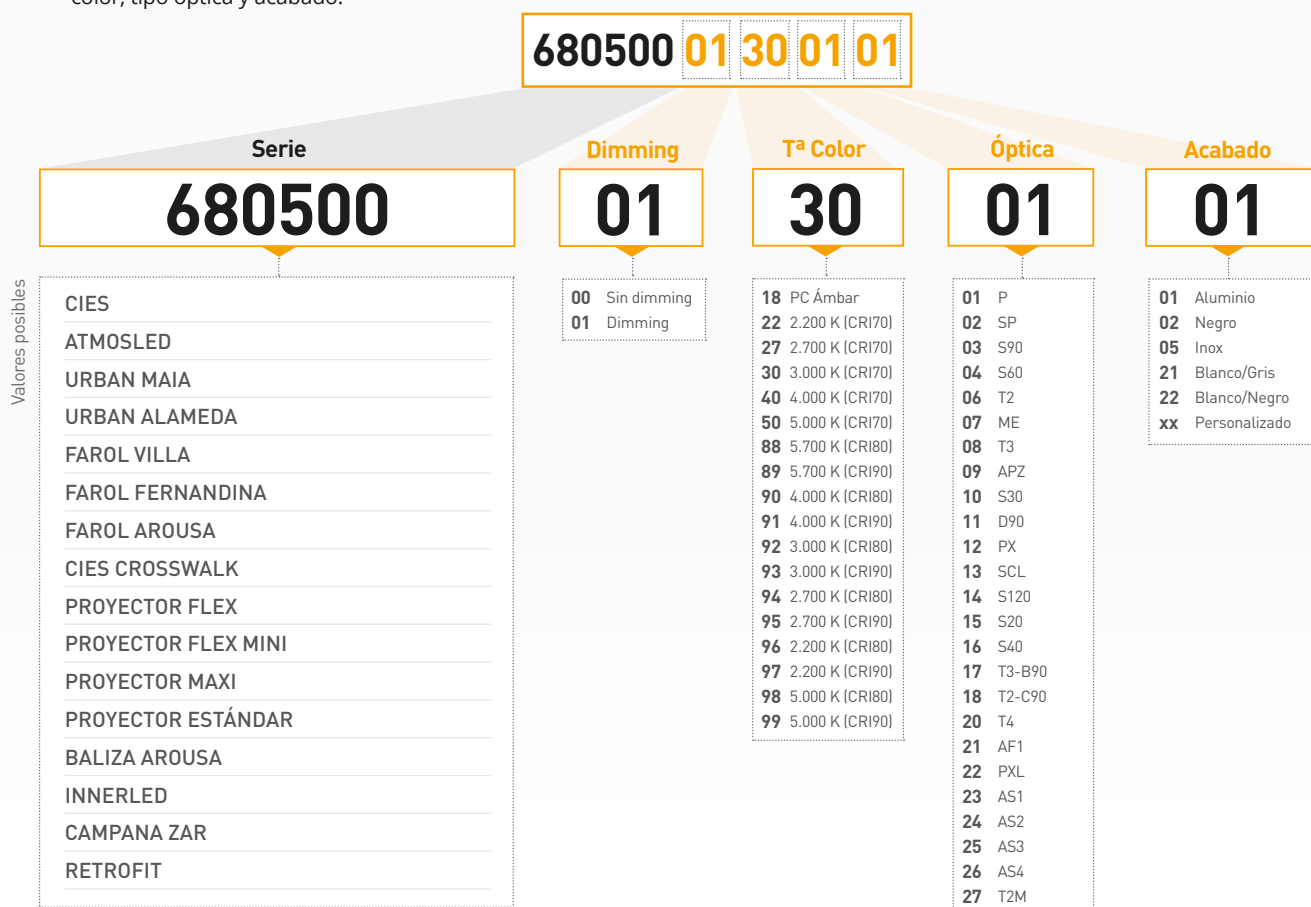 color, tipo óptica y acabado.
680500 01 30 01 01
Serie
680500
Valores posibles
CIES
ATMOSLED
URBAN MAIA
URBAN ALAMEDA
FAROL VILLA
FAROL FERNANDINA
FAROL AROUSA
CIES CROSSWALK
PROYECTOR FLEX
PROYECTOR FLEX MINI
PROYECTOR MAXI
PROYECTOR ESTÁNDAR
BALIZA AROUSA
INNERLED
CAMPANA ZAR
RETROFIT
Dimming
01
00 Sin dimming
01 Dimming
Tª Color
30
18 PC Ámbar
22 2.200 K (CRI70)
27 2.700 K (CRI70)
30 3.000 K (CRI70)
40 4.000 K (CRI70)
50 5.000 K (CRI70)
88 5.700 K (CRI80)
89 5.700 K (CRI90)
90 4.000 K (CRI80)
91 4.000 K (CRI90)
92 3.000 K (CRI80)
93 3.000 K (CRI90)
94 2.700 K (CRI80)
95 2.700 K (CRI90)
96 2.200 K (CRI80)
97 2.200 K (CRI90)
98 5.000 K (CRI80)
99 5.000 K (CRI90)
Óptica
01
01 P
02 SP
03 S90
04 S60
06 T2
07 ME
08 T3
09 APZ
10 S30
11 D90
12 PX
13 SCL
14 S120
15 S20
16 S40
17 T3-B90
18 T2-C90
20 T4
21 AF1
22 PXL
23 AS1
24 AS2
25 AS3
26 AS4
27 T2M
Acabado
01
01 Aluminio
02 Negro
05 Inox
21 Blanco/Gris
22 Blanco/Negro
xx Personalizado